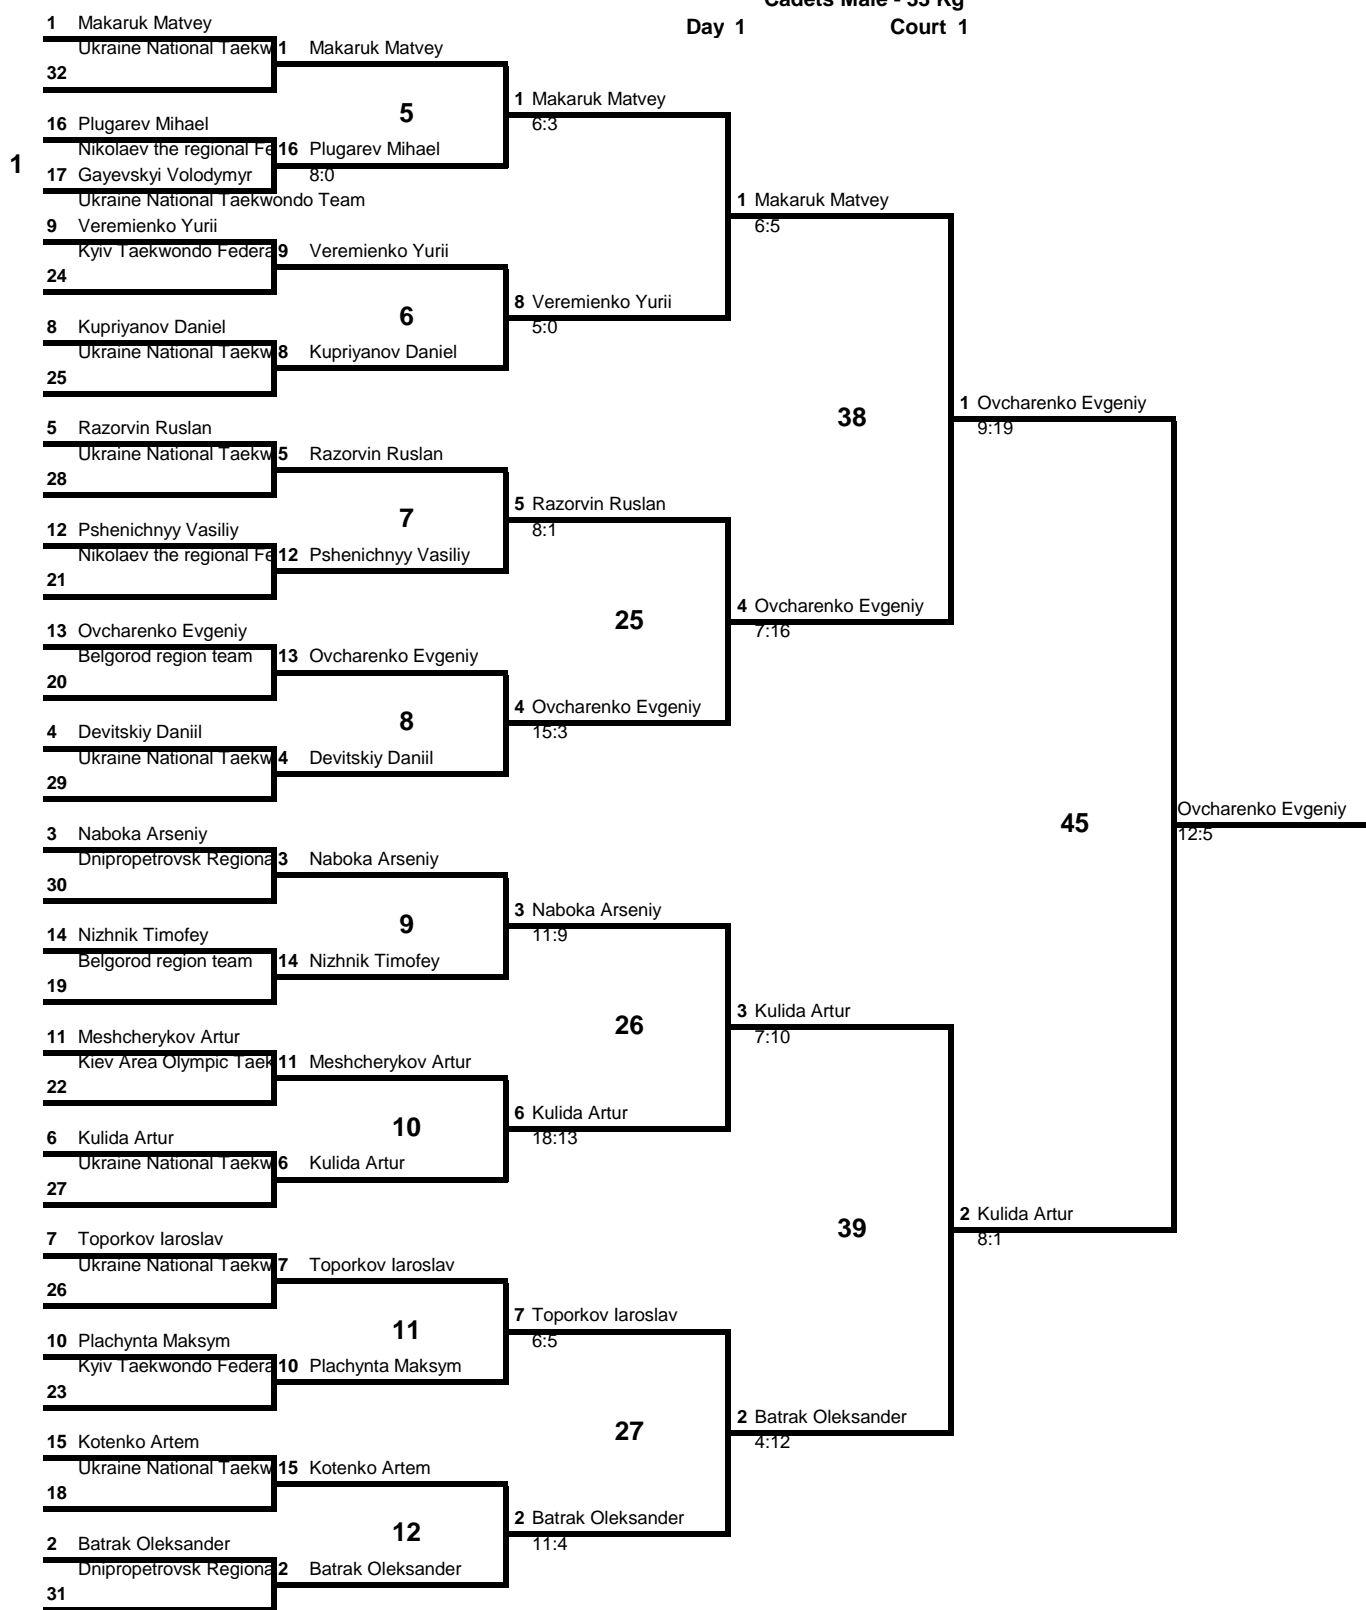 Cadets Male - 33 Kg
Day 1 Court 1
1 Makaruk Matvey
Ukraine National Taekw
1 Makaruk Matvey
32
5
1 Makaruk Matvey
6:3
16 Plugarev Mihael
Nikolaev the regional Fe
16 Plugarev Mihael
8:0
1
17 Gayevskyi Volodymyr
Ukraine National Taekwondo Team
1 Makaruk Matvey
6:5
9 Veremienko Yurii
Kyiv Taekwondo Federa
9 Veremienko Yurii
24
6
8 Veremienko Yurii
5:0
8 Kupriyanov Daniel
Ukraine National Taekw
8 Kupriyanov Daniel
25
38
1 Ovcharenko Evgeniy
9:19
5 Razorvin Ruslan
Ukraine National Taekw
5 Razorvin Ruslan
28
7
5 Razorvin Ruslan
8:1
12 Pshenichnyy Vasiliy
Nikolaev the regional Fe
12 Pshenichnyy Vasiliy
21
25
4 Ovcharenko Evgeniy
7:16
13 Ovcharenko Evgeniy
Belgorod region team
13 Ovcharenko Evgeniy
20
8
4 Ovcharenko Evgeniy
15:3
4 Devitskiy Daniil
Ukraine National Taekw
4 Devitskiy Daniil
29
45
Ovcharenko Evgeniy
12:5
3 Naboka Arseniy
Dnipropetrovsk Regiona
3 Naboka Arseniy
30
9
3 Naboka Arseniy
11:9
14 Nizhnik Timofey
Belgorod region team
14 Nizhnik Timofey
19
26
3 Kulida Artur
7:10
11 Meshcherykov Artur
Kiev Area Olympic Taek
11 Meshcherykov Artur
22
10
6 Kulida Artur
18:13
6 Kulida Artur
Ukraine National Taekw
6 Kulida Artur
27
39
2 Kulida Artur
8:1
7 Toporkov Iaroslav
Ukraine National Taekw
7 Toporkov Iaroslav
26
11
7 Toporkov Iaroslav
6:5
10 Plachynta Maksym
Kyiv Taekwondo Federa
10 Plachynta Maksym
23
27
2 Batrak Oleksander
4:12
15 Kotenko Artem
Ukraine National Taekw
15 Kotenko Artem
18
12
2 Batrak Oleksander
11:4
2 Batrak Oleksander
Dnipropetrovsk Regiona
2 Batrak Oleksander
31